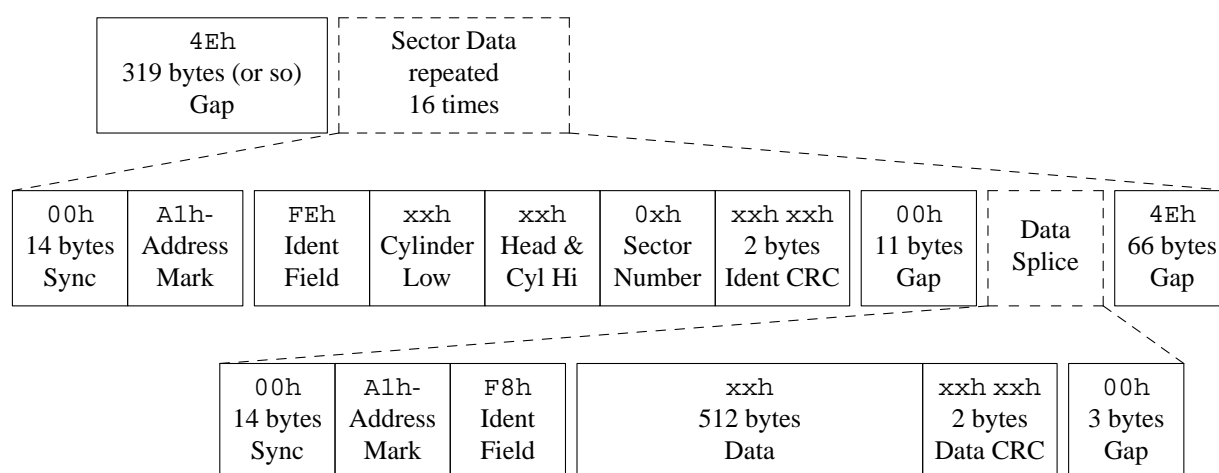 4Eh
319 bytes (or so)
Gap
Sector Data
repeated
16 times
00h
14 bytes
Sync
A1h-
Address
Mark
FEh
Ident
Field
xxh
Cylinder
Low
xxh
Head &
Cyl Hi
0xh
Sector
Number
xxh xxh
2 bytes
Ident CRC
00h
11 bytes
Gap
Data
Splice
4Eh
66 bytes
Gap
00h
14 bytes
Sync
A1h-
Address
Mark
F8h
Ident
Field
xxh
512 bytes
Data
xxh xxh
2 bytes
Data CRC
00h
3 bytes
Gap